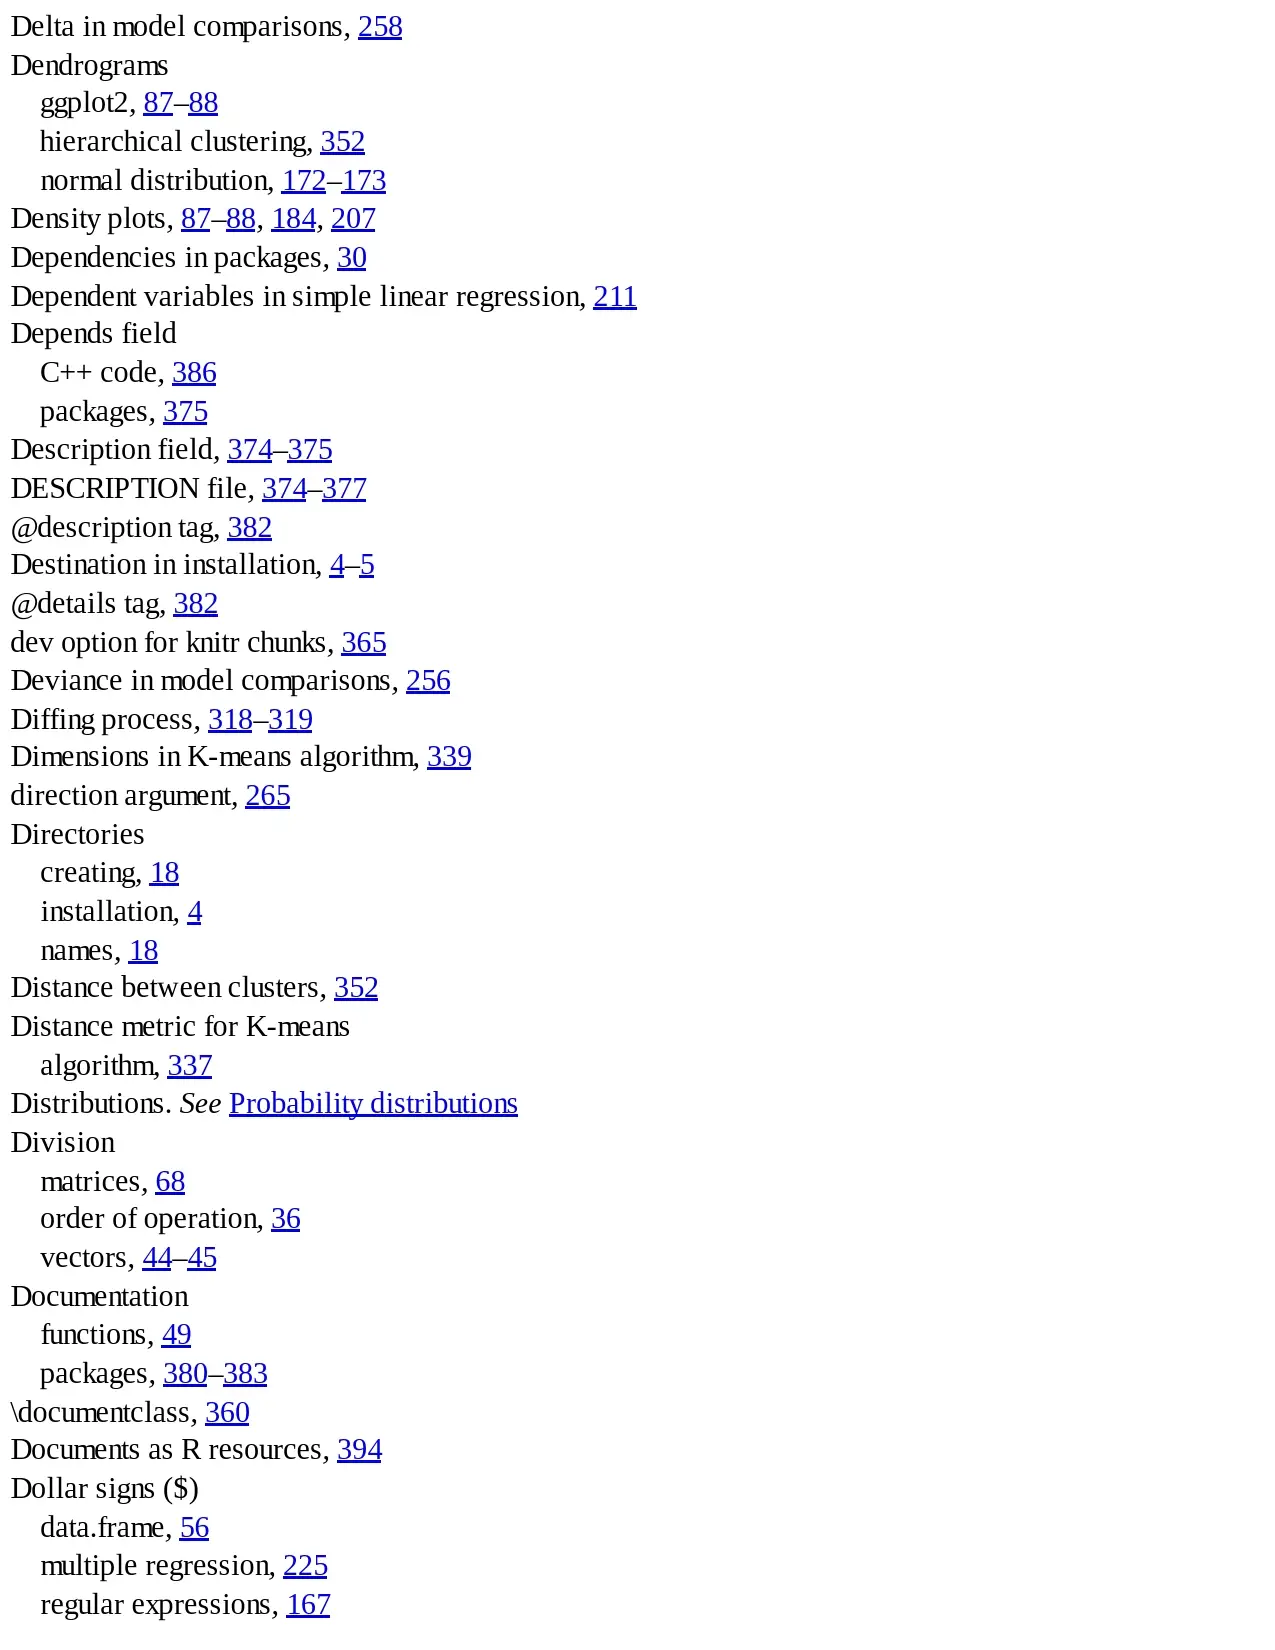 Delta in model comparisons, 258
Dendrograms
ggplot2, 87–88
hierarchical clustering, 352
normal distribution, 172–173
Density plots, 87–88, 184, 207
Dependencies in packages, 30
Dependent variables in simple linear regression, 211
Depends field
C++ code, 386
packages, 375
Description field, 374–375
DESCRIPTION file, 374–377
@description tag, 382
Destination in installation, 4–5
@details tag, 382
dev option for knitr chunks, 365
Deviance in model comparisons, 256
Diffing process, 318–319
Dimensions in K-means algorithm, 339
direction argument, 265
Directories
creating, 18
installation, 4
names, 18
Distance between clusters, 352
Distance metric for K-means
algorithm, 337
Distributions. See Probability distributions
Division
matrices, 68
order of operation, 36
vectors, 44–45
Documentation
functions, 49
packages, 380–383
\documentclass, 360
Documents as R resources, 394
Dollar signs ($)
data.frame, 56
multiple regression, 225
regular expressions, 167